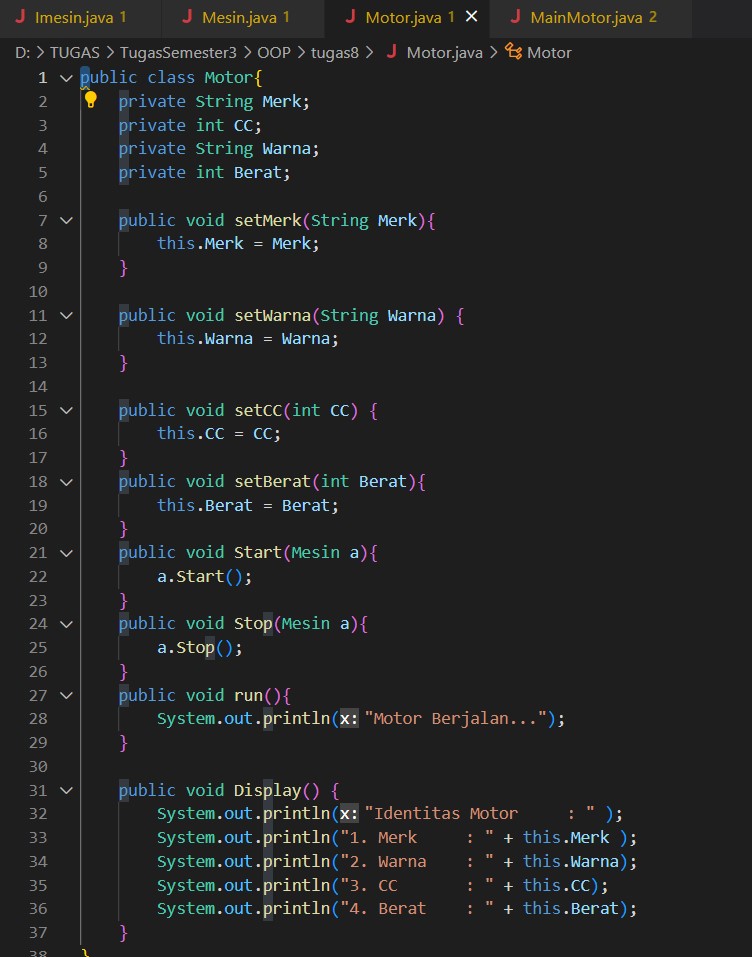 Imesin.java 1 Mesin.java 1 Motor.java 1 MainMotor.java 2
D: > TUGAS > TugasSemester3 > OOP > tugas8 > Motor.java > Motor
1 public class Motor{
2 private String Merk;
3 private int CC;
4 private String Warna;
5 private int Berat;
6
7 public void setMerk(String Merk){
8 this.Merk = Merk;
9 }
10
11 public void setWarna(String Warna) {
12 this.Warna = Warna;
13 }
14
15 public void setCC(int CC) {
16 this.CC = CC;
17 }
18 public void setBerat(int Berat){
19 this.Berat = Berat;
20 }
21 public void Start(Mesin a){
22 a.Start();
23 }
24 public void Stop(Mesin a){
25 a.Stop();
26 }
27 public void run(){
28 System.out.println(x: "Motor Berjalan...");
29 }
30
31 public void Display() {
32 System.out.println(x: "Identitas Motor     : " );
33 System.out.println("1. Merk     : " + this.Merk );
34 System.out.println("2. Warna    : " + this.Warna);
35 System.out.println("3. CC       : " + this.CC);
36 System.out.println("4. Berat    : " + this.Berat);
37 }
38 }